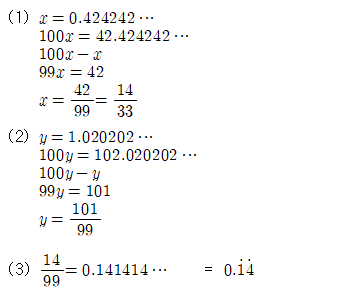 (1) x = 0.424242 ⋯
100x = 42.424242 ⋯
100x − x
99x = 42
x = 42/99 = 14/33
(2) y = 1.020202 ⋯
100y = 102.020202 ⋯
100y − y
99y = 101
y = 101/99
(3) 14/99 = 0.141414 ⋯ = 0.1̇4̇